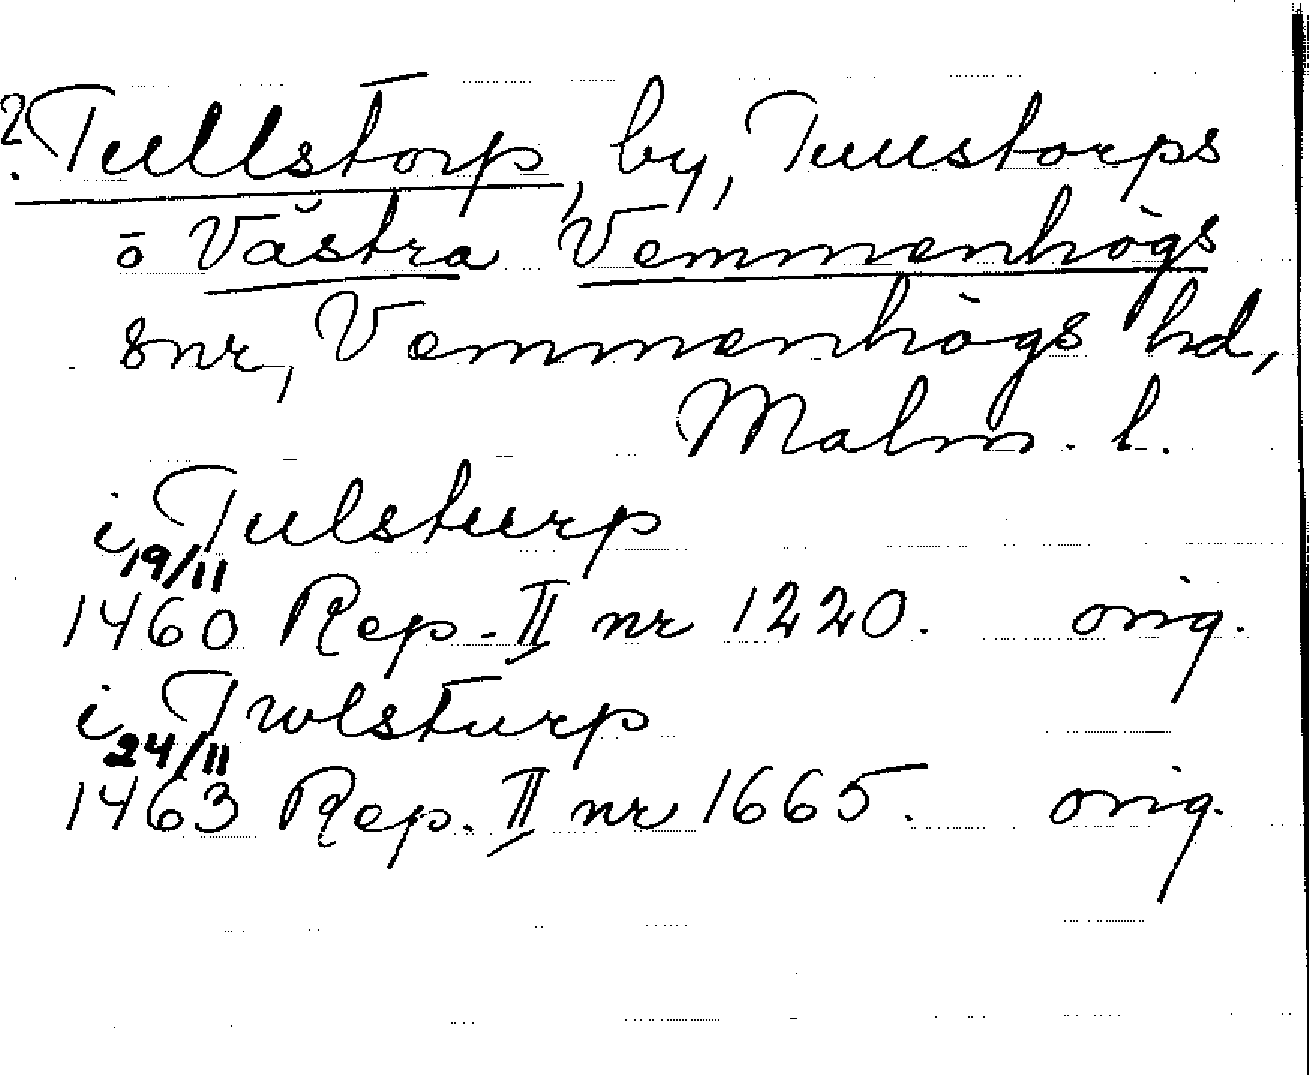 2. Tullstorp, by, Tullstorps
o Västra Vemmenhögs
snr, Vemmenhögs hd,
Malm. l.
i Tulsturp
19/11
1460 Rep. II nr 1220. orig.
i Twlsturp
24/11
1463 Rep. II nr 1665. orig.